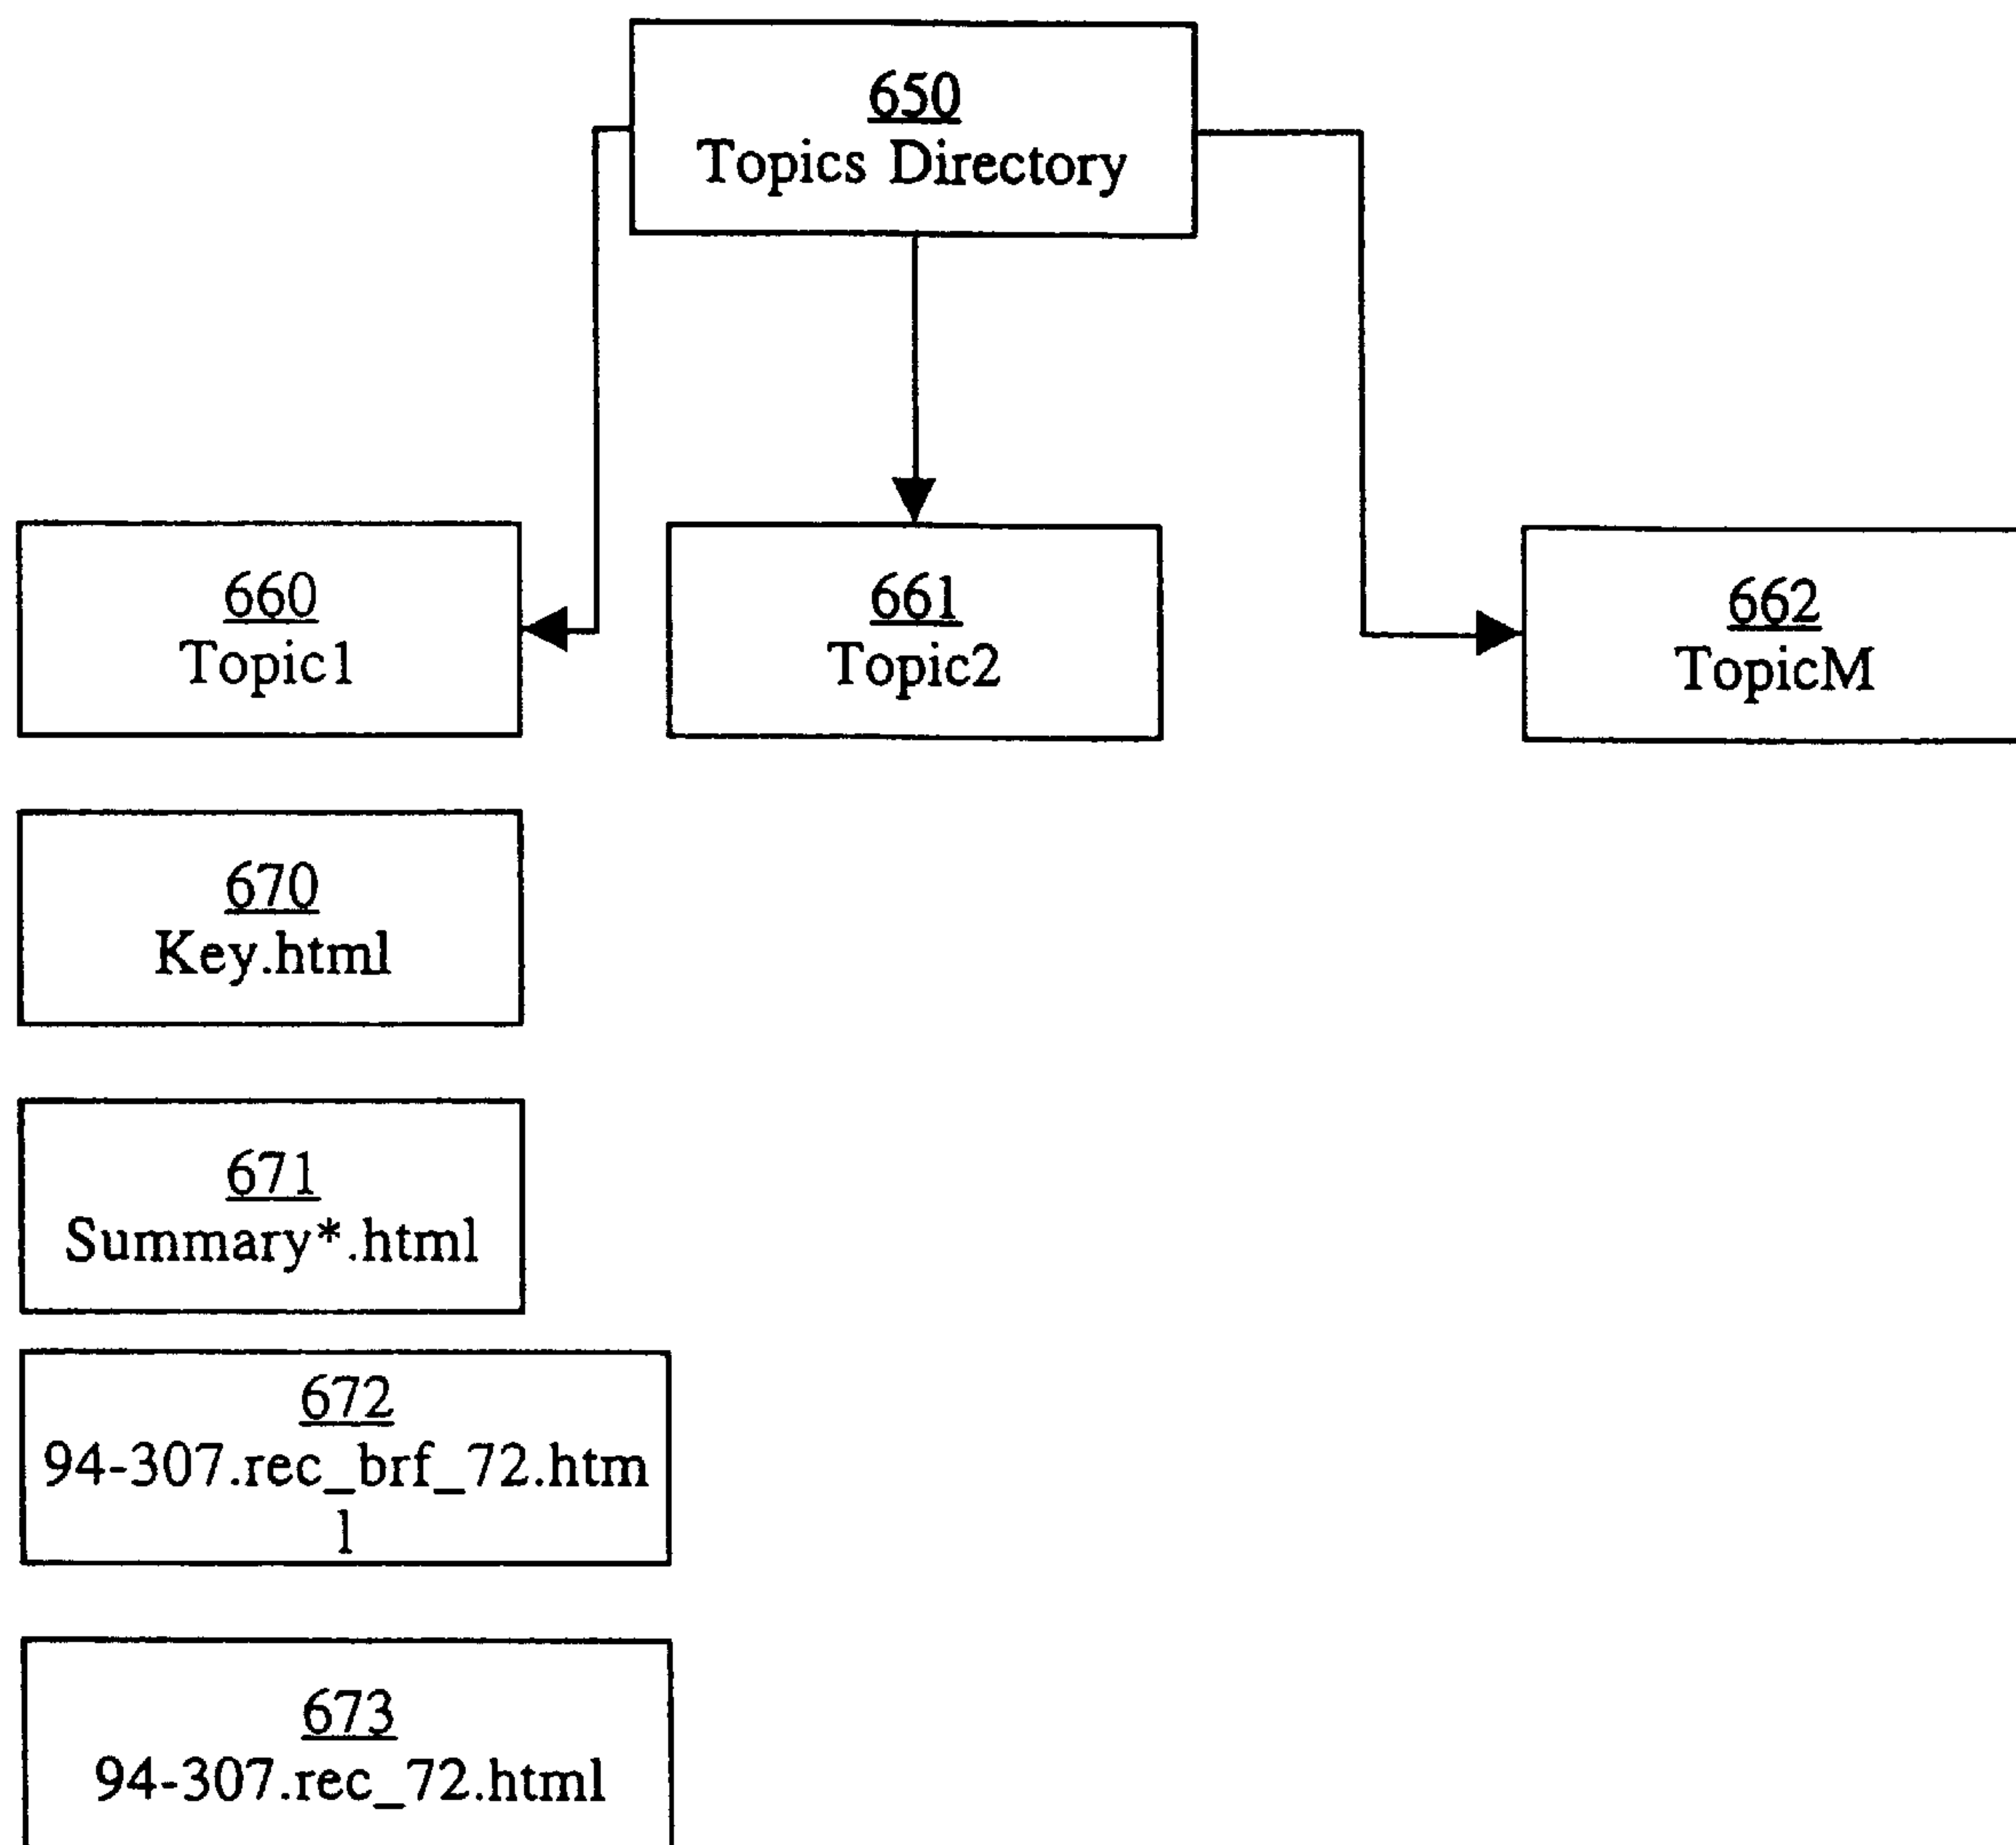 650
Topics Directory
660
Topic1
661
Topic2
662
TopicM
670
Key.html
671
Summary*.html
672
94-307.rec_brf_72.htm
l
673
94-307.rec_72.html